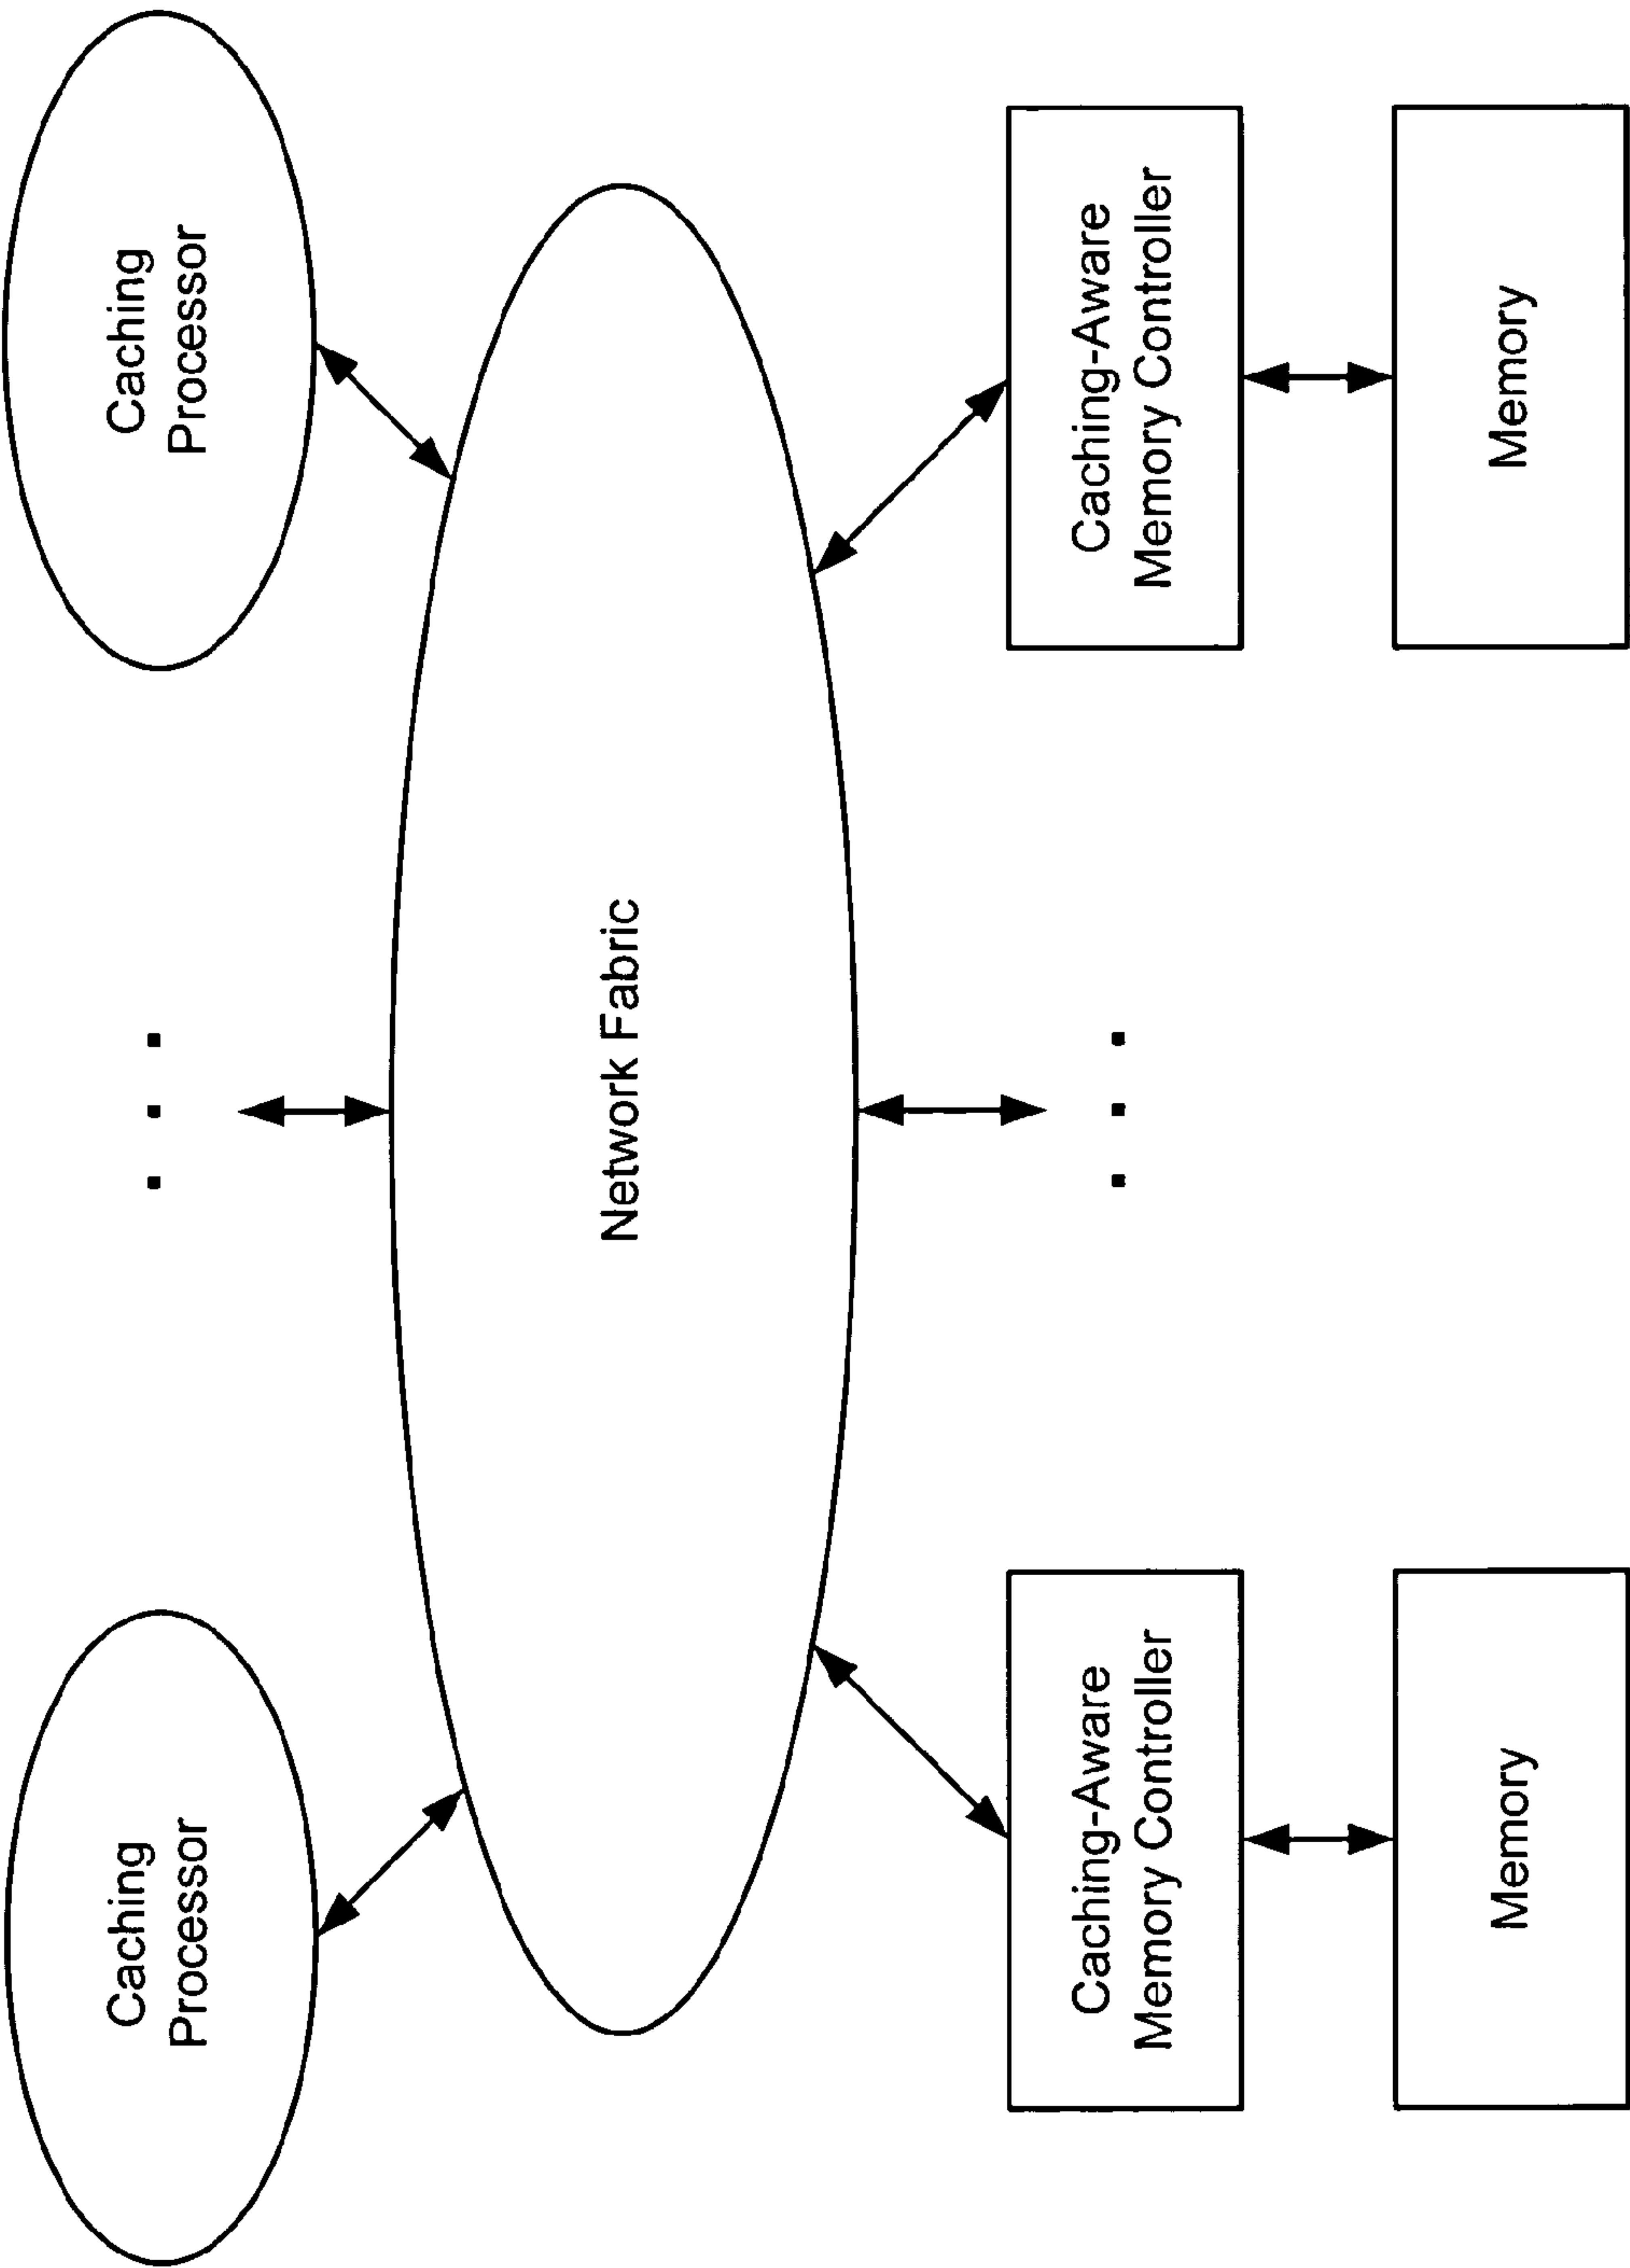 Caching
Processor
Caching
Processor
Network Fabric
Caching-Aware
Memory Controller
Caching-Aware
Memory Controller
Memory
Memory